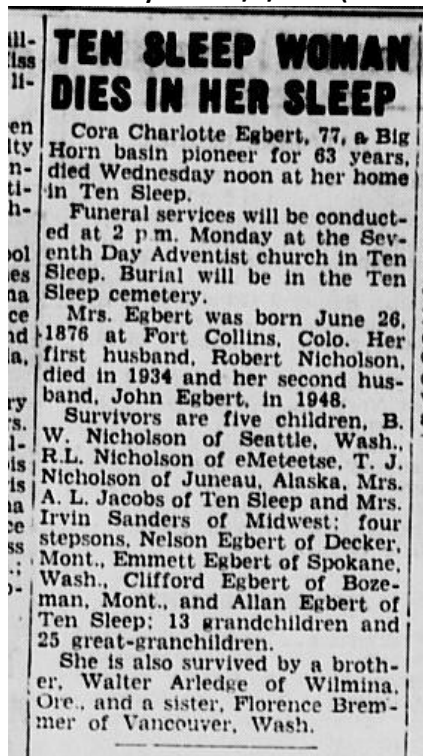 TEN SLEEP WOMAN
DIES IN HER SLEEP
Cora Charlotte Egbert, 77, a Big
Horn basin pioneer for 63 years,
died Wednesday noon at her home
in Ten Sleep.
Funeral services will be conduct-
ed at 2 p.m. Monday at the Sev-
enth Day Adventist church in Ten
Sleep. Burial will be in the Ten
Sleep cemetery.
Mrs. Egbert was born June 26,
1876 at Fort Collins, Colo. Her
first husband, Robert Nicholson,
died in 1934 and her second hus-
band, John Egbert, in 1948.
Survivors are five children, B.
W. Nicholson of Seattle, Wash.,
R.L. Nicholson of eMeteetse, T. J.
Nicholson of Juneau, Alaska, Mrs.
A. L. Jacobs of Ten Sleep and Mrs.
Irvin Sanders of Midwest; four
stepsons, Nelson Egbert of Decker,
Mont., Emmett Egbert of Spokane,
Wash., Clifford Egbert of Boze-
man, Mont., and Allan Egbert of
Ten Sleep; 13 grandchildren and
25 great-granchildren.
She is also survived by a broth-
er, Walter Arledge of Wilmina,
Ore., and a sister, Florence Brem-
mer of Vancouver, Wash.